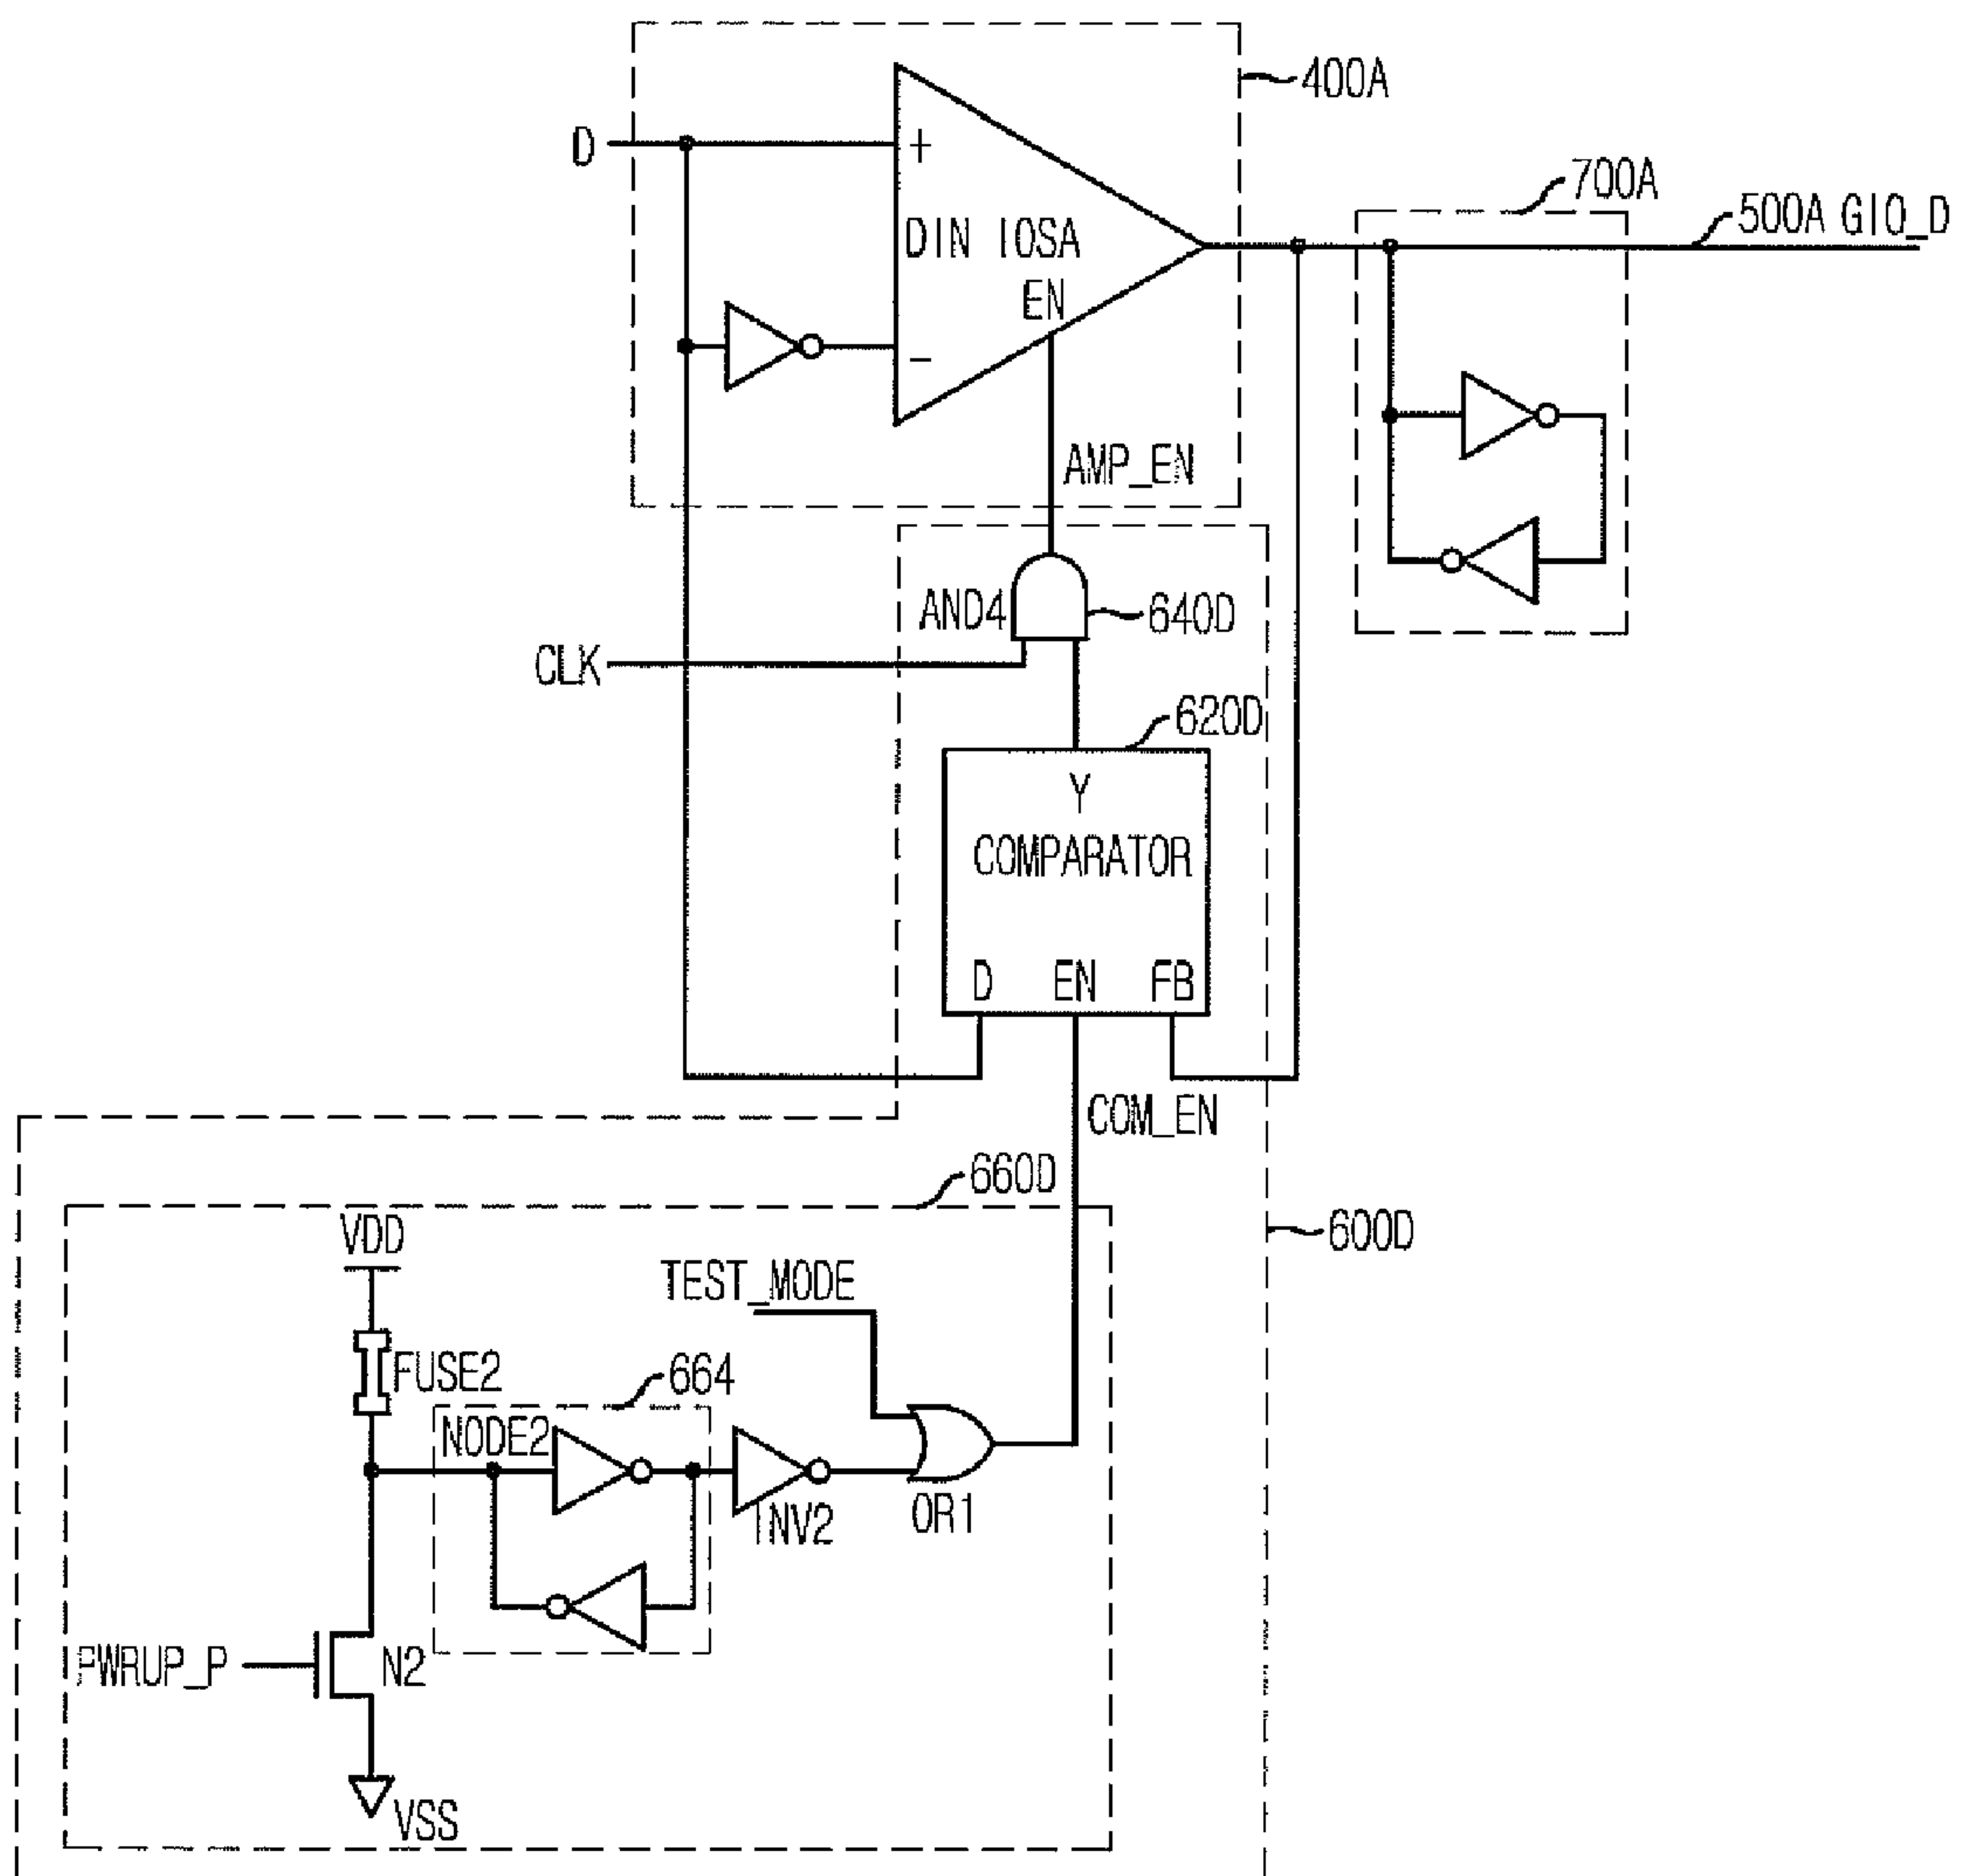 400A
D
+
700A
500A GIO_D
DIN IOSA
EN
−
AMP_EN
AND4
640D
CLK
620D
Y
COMPARATOR
D EN FB
COM_EN
660D
VDD
600D
TEST_MODE
FUSE2
664
NODE2
INV2
OR1
PWRUP_P
N2
VSS